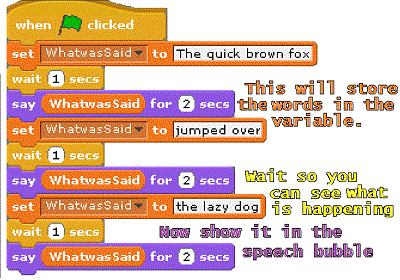 when clicked
set WhatwasSaid to The quick brown fox
wait 1 secs
This will store
say WhatwasSaid for 2 secs
the words in the
variable.
set WhatwasSaid to jumped over
wait 1 secs
say WhatwasSaid for 2 secs
Wait so you
can see what
is happening
set WhatwasSaid to the lazy dog
wait 1 secs
Now show it in the
speech bubble
say WhatwasSaid for 2 secs